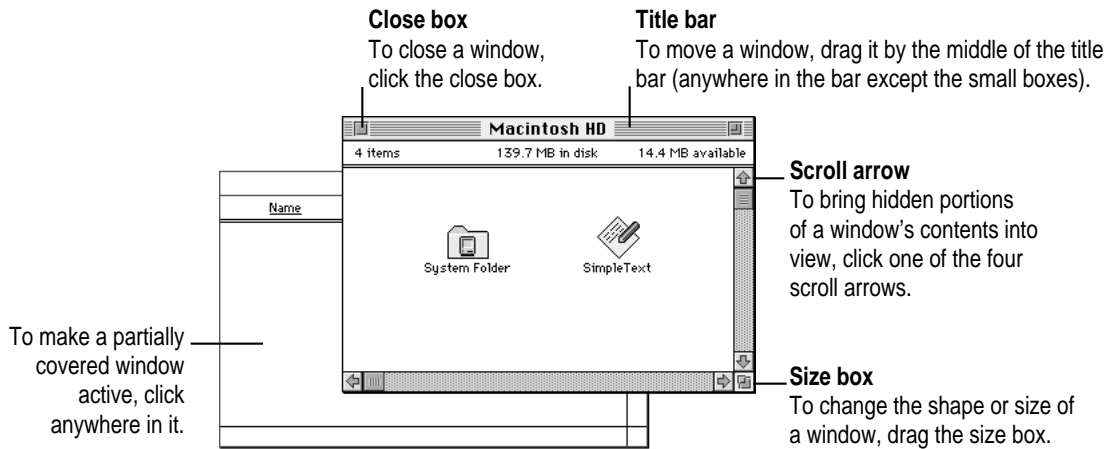 Close box
To close a window,
click the close box.
Title bar
To move a window, drag it by the middle of the title
bar (anywhere in the bar except the small boxes).
Macintosh HD
4 items 139.7 MB in disk 14.4 MB available
Name
System Folder
SimpleText
Scroll arrow
To bring hidden portions
of a window’s contents into
view, click one of the four
scroll arrows.
To make a partially
covered window
active, click
anywhere in it.
Size box
To change the shape or size of
a window, drag the size box.